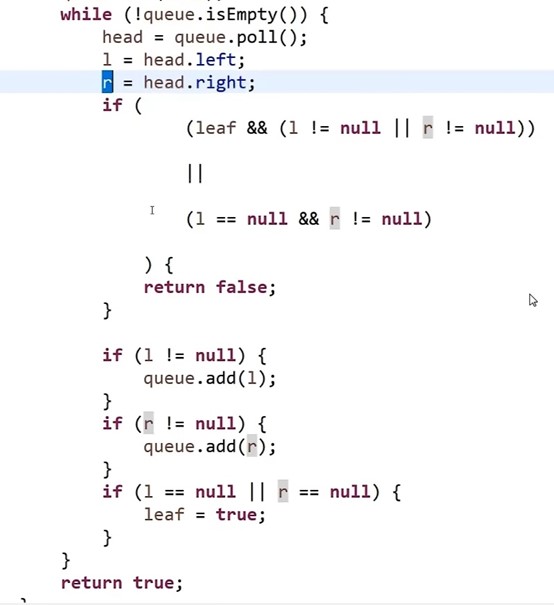 while (!queue.isEmpty()) {
head = queue.poll();
l = head.left;
r = head.right;
if (
(leaf && (l != null || r != null))
||
(l == null && r != null)
) {
return false;
}
if (l != null) {
queue.add(l);
}
if (r != null) {
queue.add(r);
}
if (l == null || r == null) {
leaf = true;
}
}
return true;